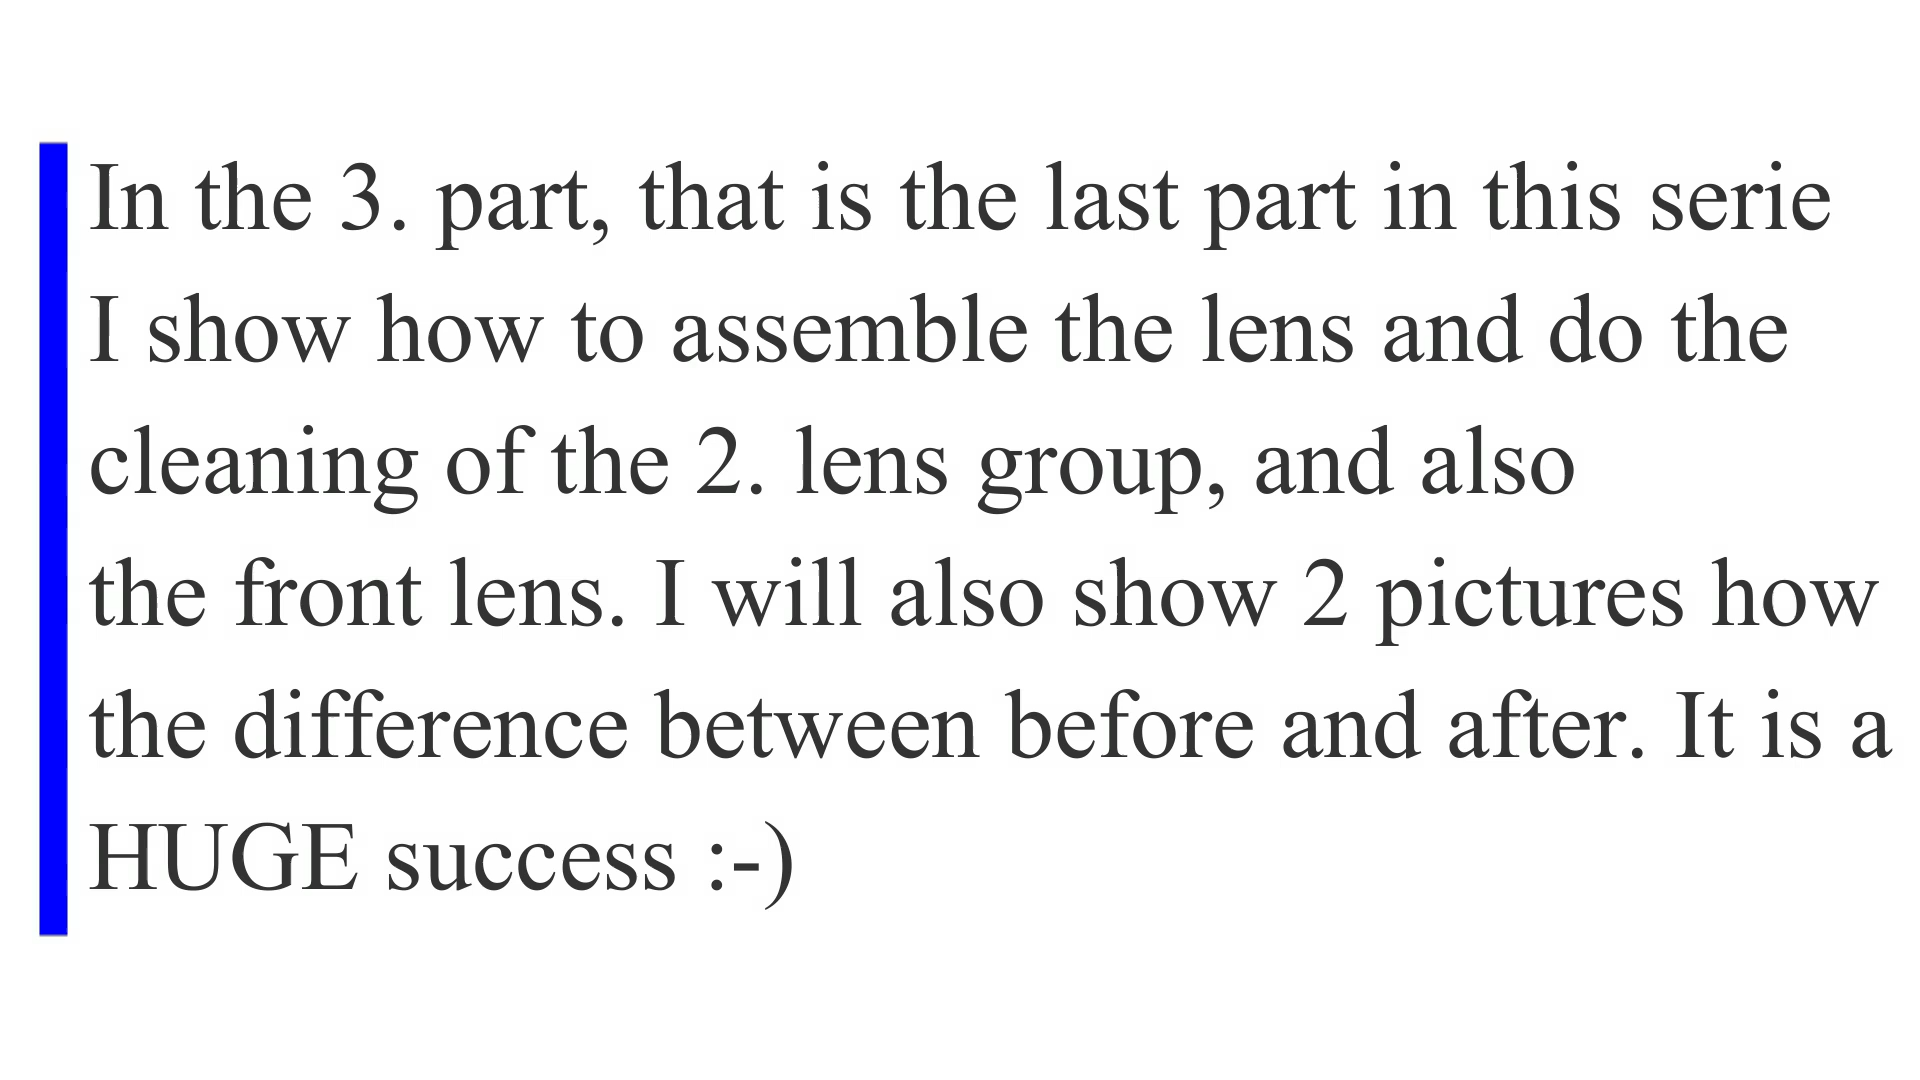 In the 3. part, that is the last part in this serie
I show how to assemble the lens and do the
cleaning of the 2. lens group, and also
the front lens. I will also show 2 pictures how
the difference between before and after. It is a
HUGE success :-)